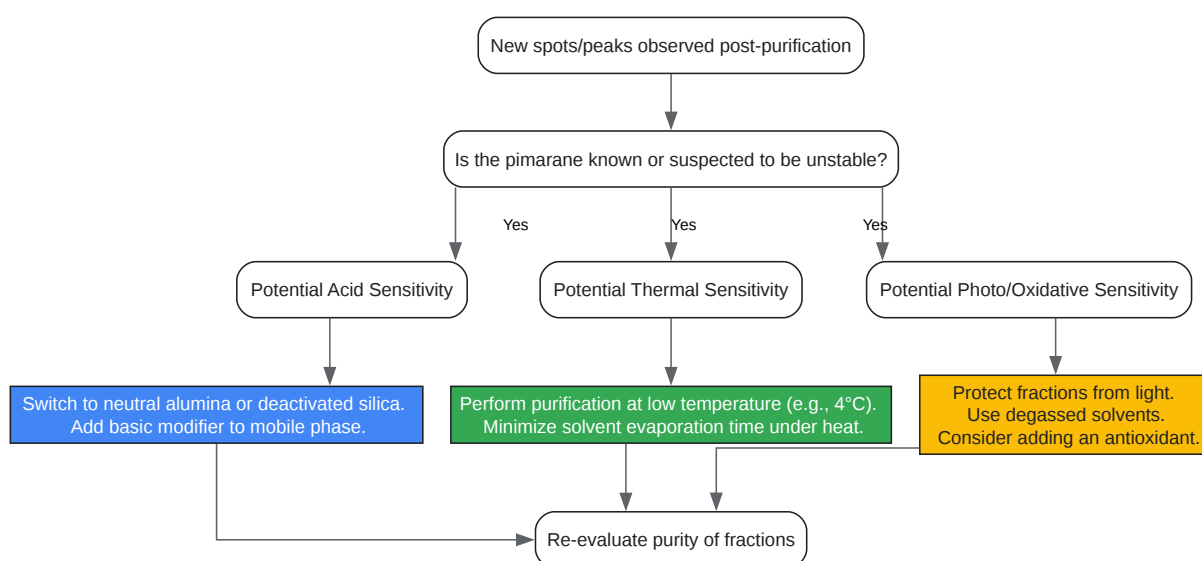 New spots/peaks observed post-purification
Is the pimarane known or suspected to be unstable?
Yes
Yes
Yes
Potential Acid Sensitivity
Potential Thermal Sensitivity
Potential Photo/Oxidative Sensitivity
Switch to neutral alumina or deactivated silica.
Add basic modifier to mobile phase.
Perform purification at low temperature (e.g., 4°C).
Minimize solvent evaporation time under heat.
Protect fractions from light.
Use degassed solvents.
Consider adding an antioxidant.
Re-evaluate purity of fractions